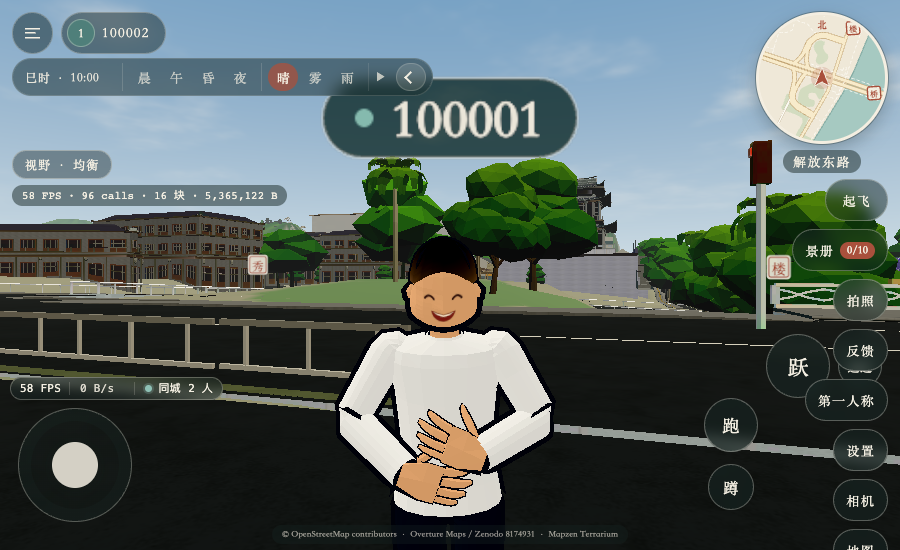 1 100002
巳时 · 10:00 晨 午 昏 夜 晴 雾 雨
100001
北
桥
桥
解放东路
视野 · 均衡
58 FPS · 96 calls · 16 块 · 5,365,122 B
起飞
景册 0/10
秀
楼
拍照
反馈
跃
第一人称
58 FPS 0 B/s 同城 2 人
跑
设置
蹲
相机
地图
© OpenStreetMap contributors · Overture Maps / Zenodo 8174931 · Mapzen Terrarium